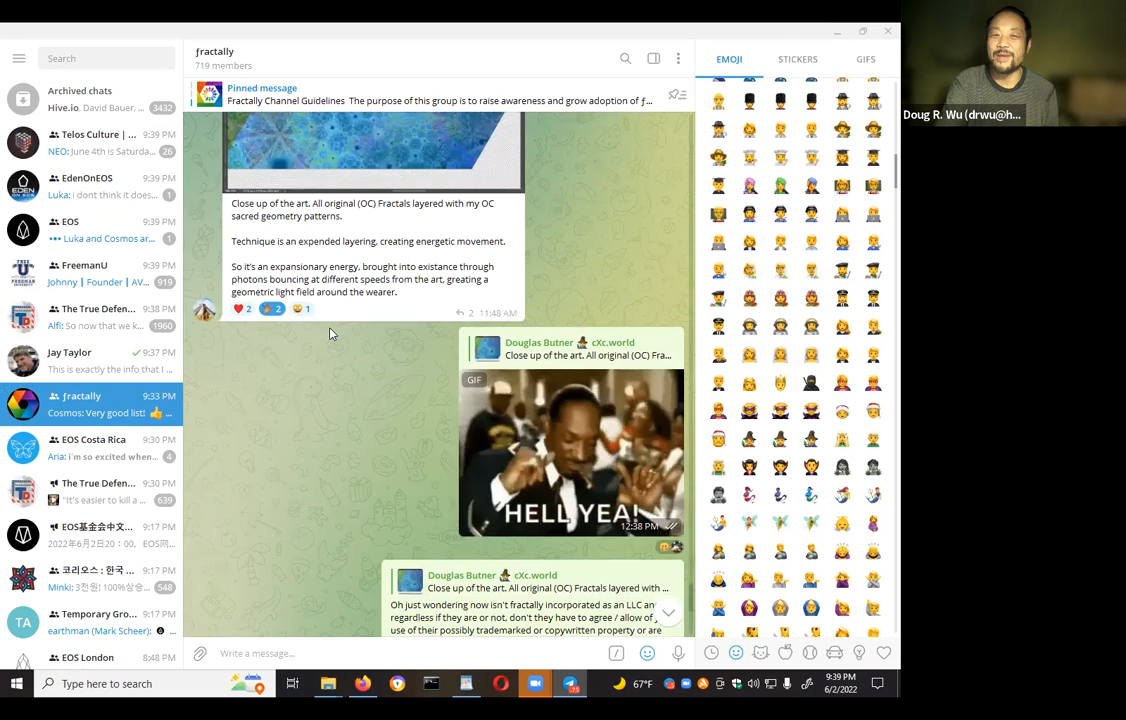 Search
Archived chats
Hive.io, David Bauer, ... 3432
Telos Culture | ... 9:39 PM
NEO: June 4th is Saturda... 26
EDEN
ON EOS
EdenOnEOS 9:39 PM
Luka: i dont think it does... 1
EOS 9:39 PM
Luka and Cosmos ar... 1
FREE
FreemanU 9:39 PM
Johnny | Founder | AV... 919
The True Defen... 9:38 PM
Alfi: So now that we k... 1960
Jay Taylor 9:37 PM
This is exactly the info that I ...
ƒractally 9:33 PM
Cosmos: Very good list! 👍 ...
EOS Costa Rica 9:30 PM
Aria: i'm so excited when... 4
The True Defen... 9:30 PM
"It's easier to kill a ... 639
EOS基金会中文... 9:17 PM
2022年6月2日20：00，EOS网...
코리오스 : 한국 ... 9:17 PM
Minki: 3천원! 100%상승... 548
TA
Temporary Gro... 9:17 PM
earthman (Mark Scheer): ...
EOS London 8:48 PM
ƒractally
719 members
Pinned message
Fractally Channel Guidelines The purpose of this group is to raise awareness and grow adoption of ƒ...
Close up of the art. All original (OC) Fractals layered with my OC
sacred geometry patterns.
Technique is an expended layering, creating energetic movement.
So it's an expansionary energy, brought into existance through
photons bouncing at different speeds from the art, greating a
geometric light field around the wearer.
2 2 1
2 11:48 AM
Douglas Butner cXc.world
Close up of the art. All original (OC) Fra...
GIF
HELL YEA!
12:38 PM
Douglas Butner cXc.world
Close up of the art. All original (OC) Fractals layered with ...
Oh just wondering now isn't fractally incorporated as an LLC an
regardless if they are or not, don't they have to agree / allow of
use of their possibly trademarked or copywritten property or are
Write a message...
EMOJI STICKERS GIFS
Doug R. Wu (drwu@h...
Type here to search
67°F
9:39 PM
6/2/2022